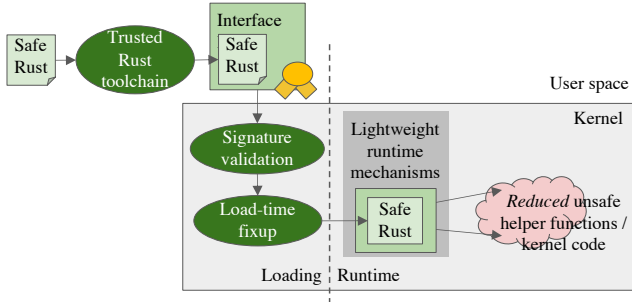 Safe
Rust
Trusted
Rust
toolchain
Interface
Safe
Rust
User space
Kernel
Signature
validation
Lightweight
runtime
mechanisms
Load-time
fixup
Safe
Rust
Reduced unsafe
helper functions /
kernel code
Loading
Runtime